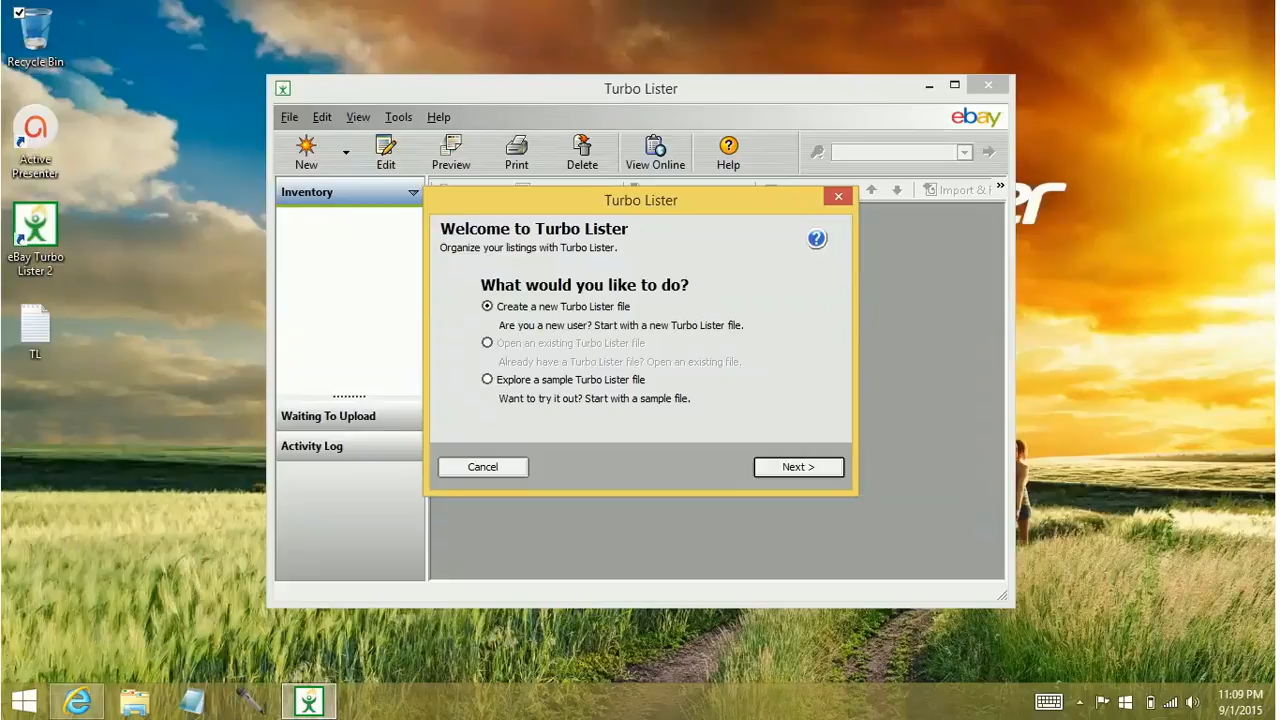 Recycle Bin
Active
Presenter
eBay Turbo
Lister 2
TL
Turbo Lister
File Edit View Tools Help
ebay
New Edit Preview Print Delete View Online Help
Inventory
Import &
Waiting To Upload
Activity Log
Turbo Lister
Welcome to Turbo Lister
Organize your listings with Turbo Lister.
What would you like to do?
Create a new Turbo Lister file
Are you a new user? Start with a new Turbo Lister file.
Open an existing Turbo Lister file
Already have a Turbo Lister file? Open an existing file.
Explore a sample Turbo Lister file
Want to try it out? Start with a sample file.
Cancel Next >
11:09 PM
9/1/2015